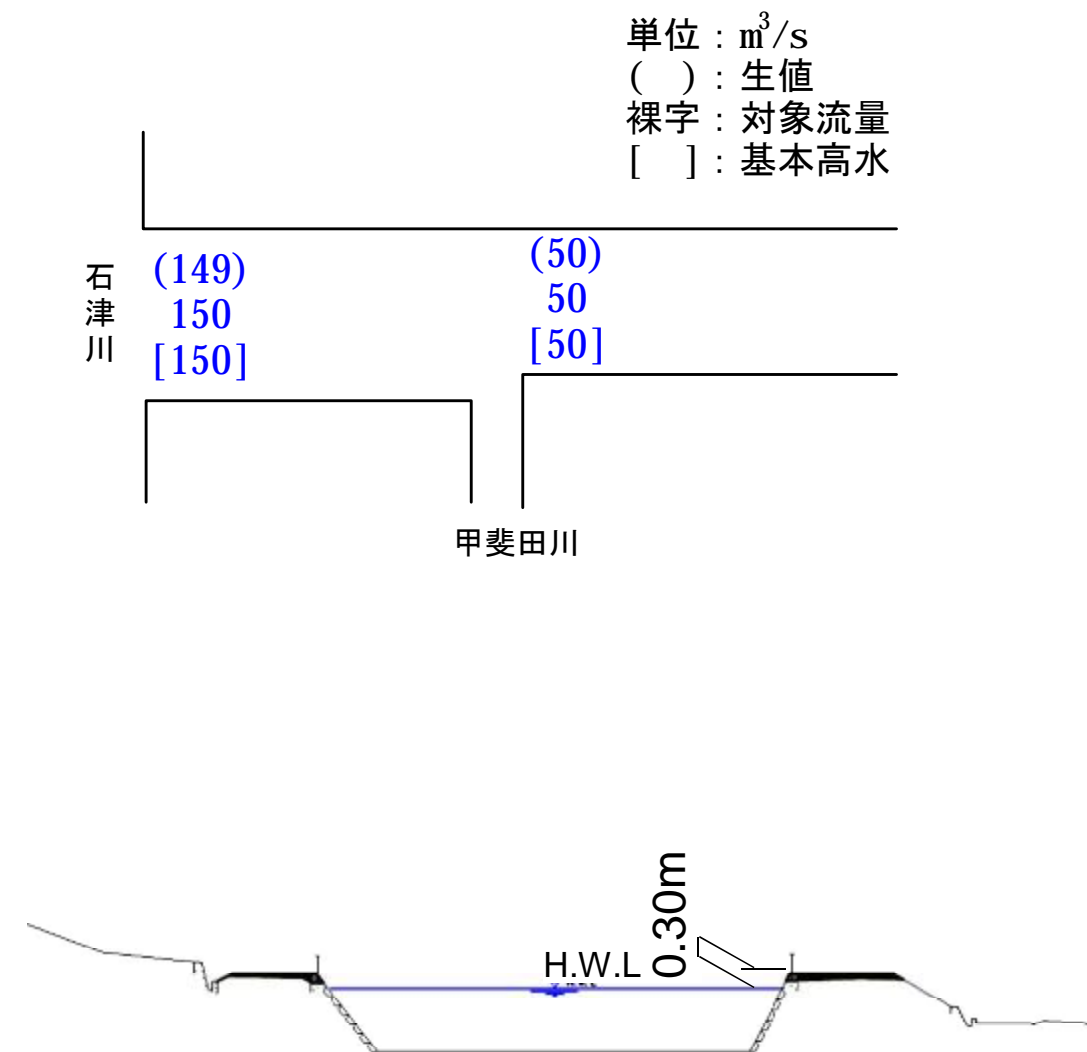 単位：m³/s
(　)：生値
裸字：対象流量
[　]：基本高水
石津川
(149)
150
[150]
(50)
50
[50]
甲斐田川
H.W.L
0.30m